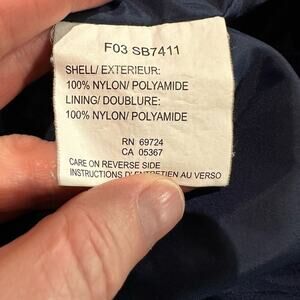 F03 SB7411
SHELL/ EXTERIEUR:
100% NYLON/ POLYAMIDE
LINING/ DOUBLURE:
100% NYLON/ POLYAMIDE
RN 69724
CA 05367
CARE ON REVERSE SIDE
INSTRUCTIONS D'ENTRETIEN AU VERSO